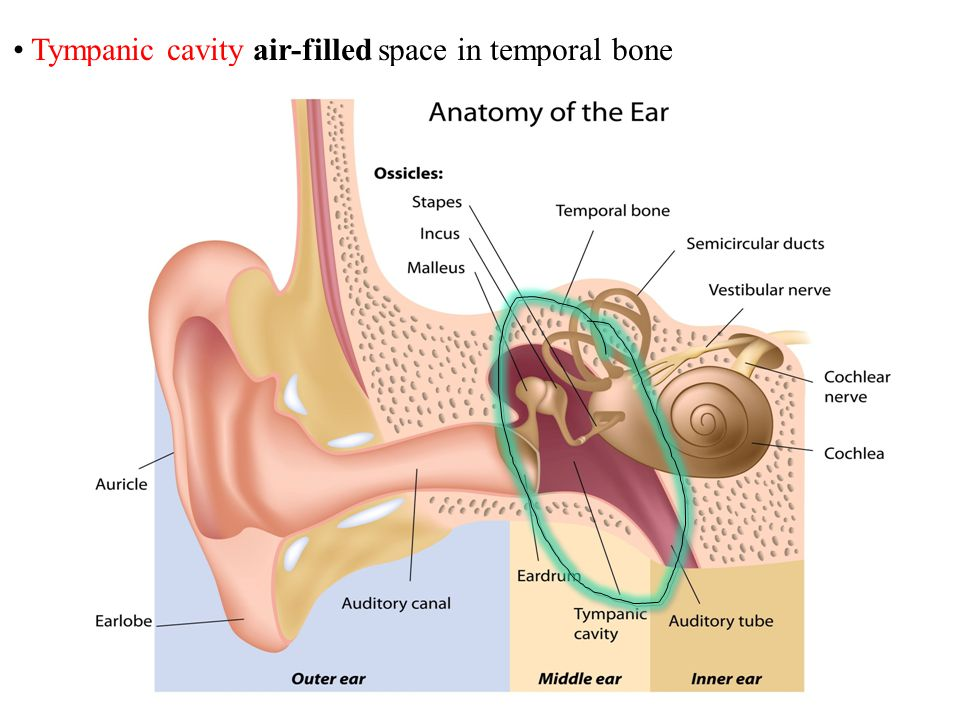 • Tympanic cavity air-filled space in temporal bone
Anatomy of the Ear
Ossicles:
Stapes
Incus
Malleus
Temporal bone
Semicircular ducts
Vestibular nerve
Cochlear
nerve
Cochlea
Auricle
Earlobe
Auditory canal
Eardrum
Tympanic
cavity
Auditory tube
Outer ear
Middle ear
Inner ear